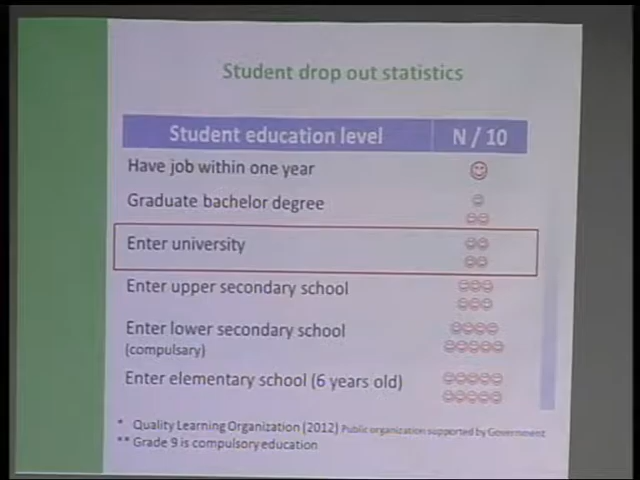 Student drop out statistics
Student education level N / 10
Have job within one year
Graduate bachelor degree
Enter university
Enter upper secondary school
Enter lower secondary school
(compulsary)
Enter elementary school (6 years old)
* Quality Learning Organization (2012) Public organization supported by Government
** Grade 9 is compulsory education